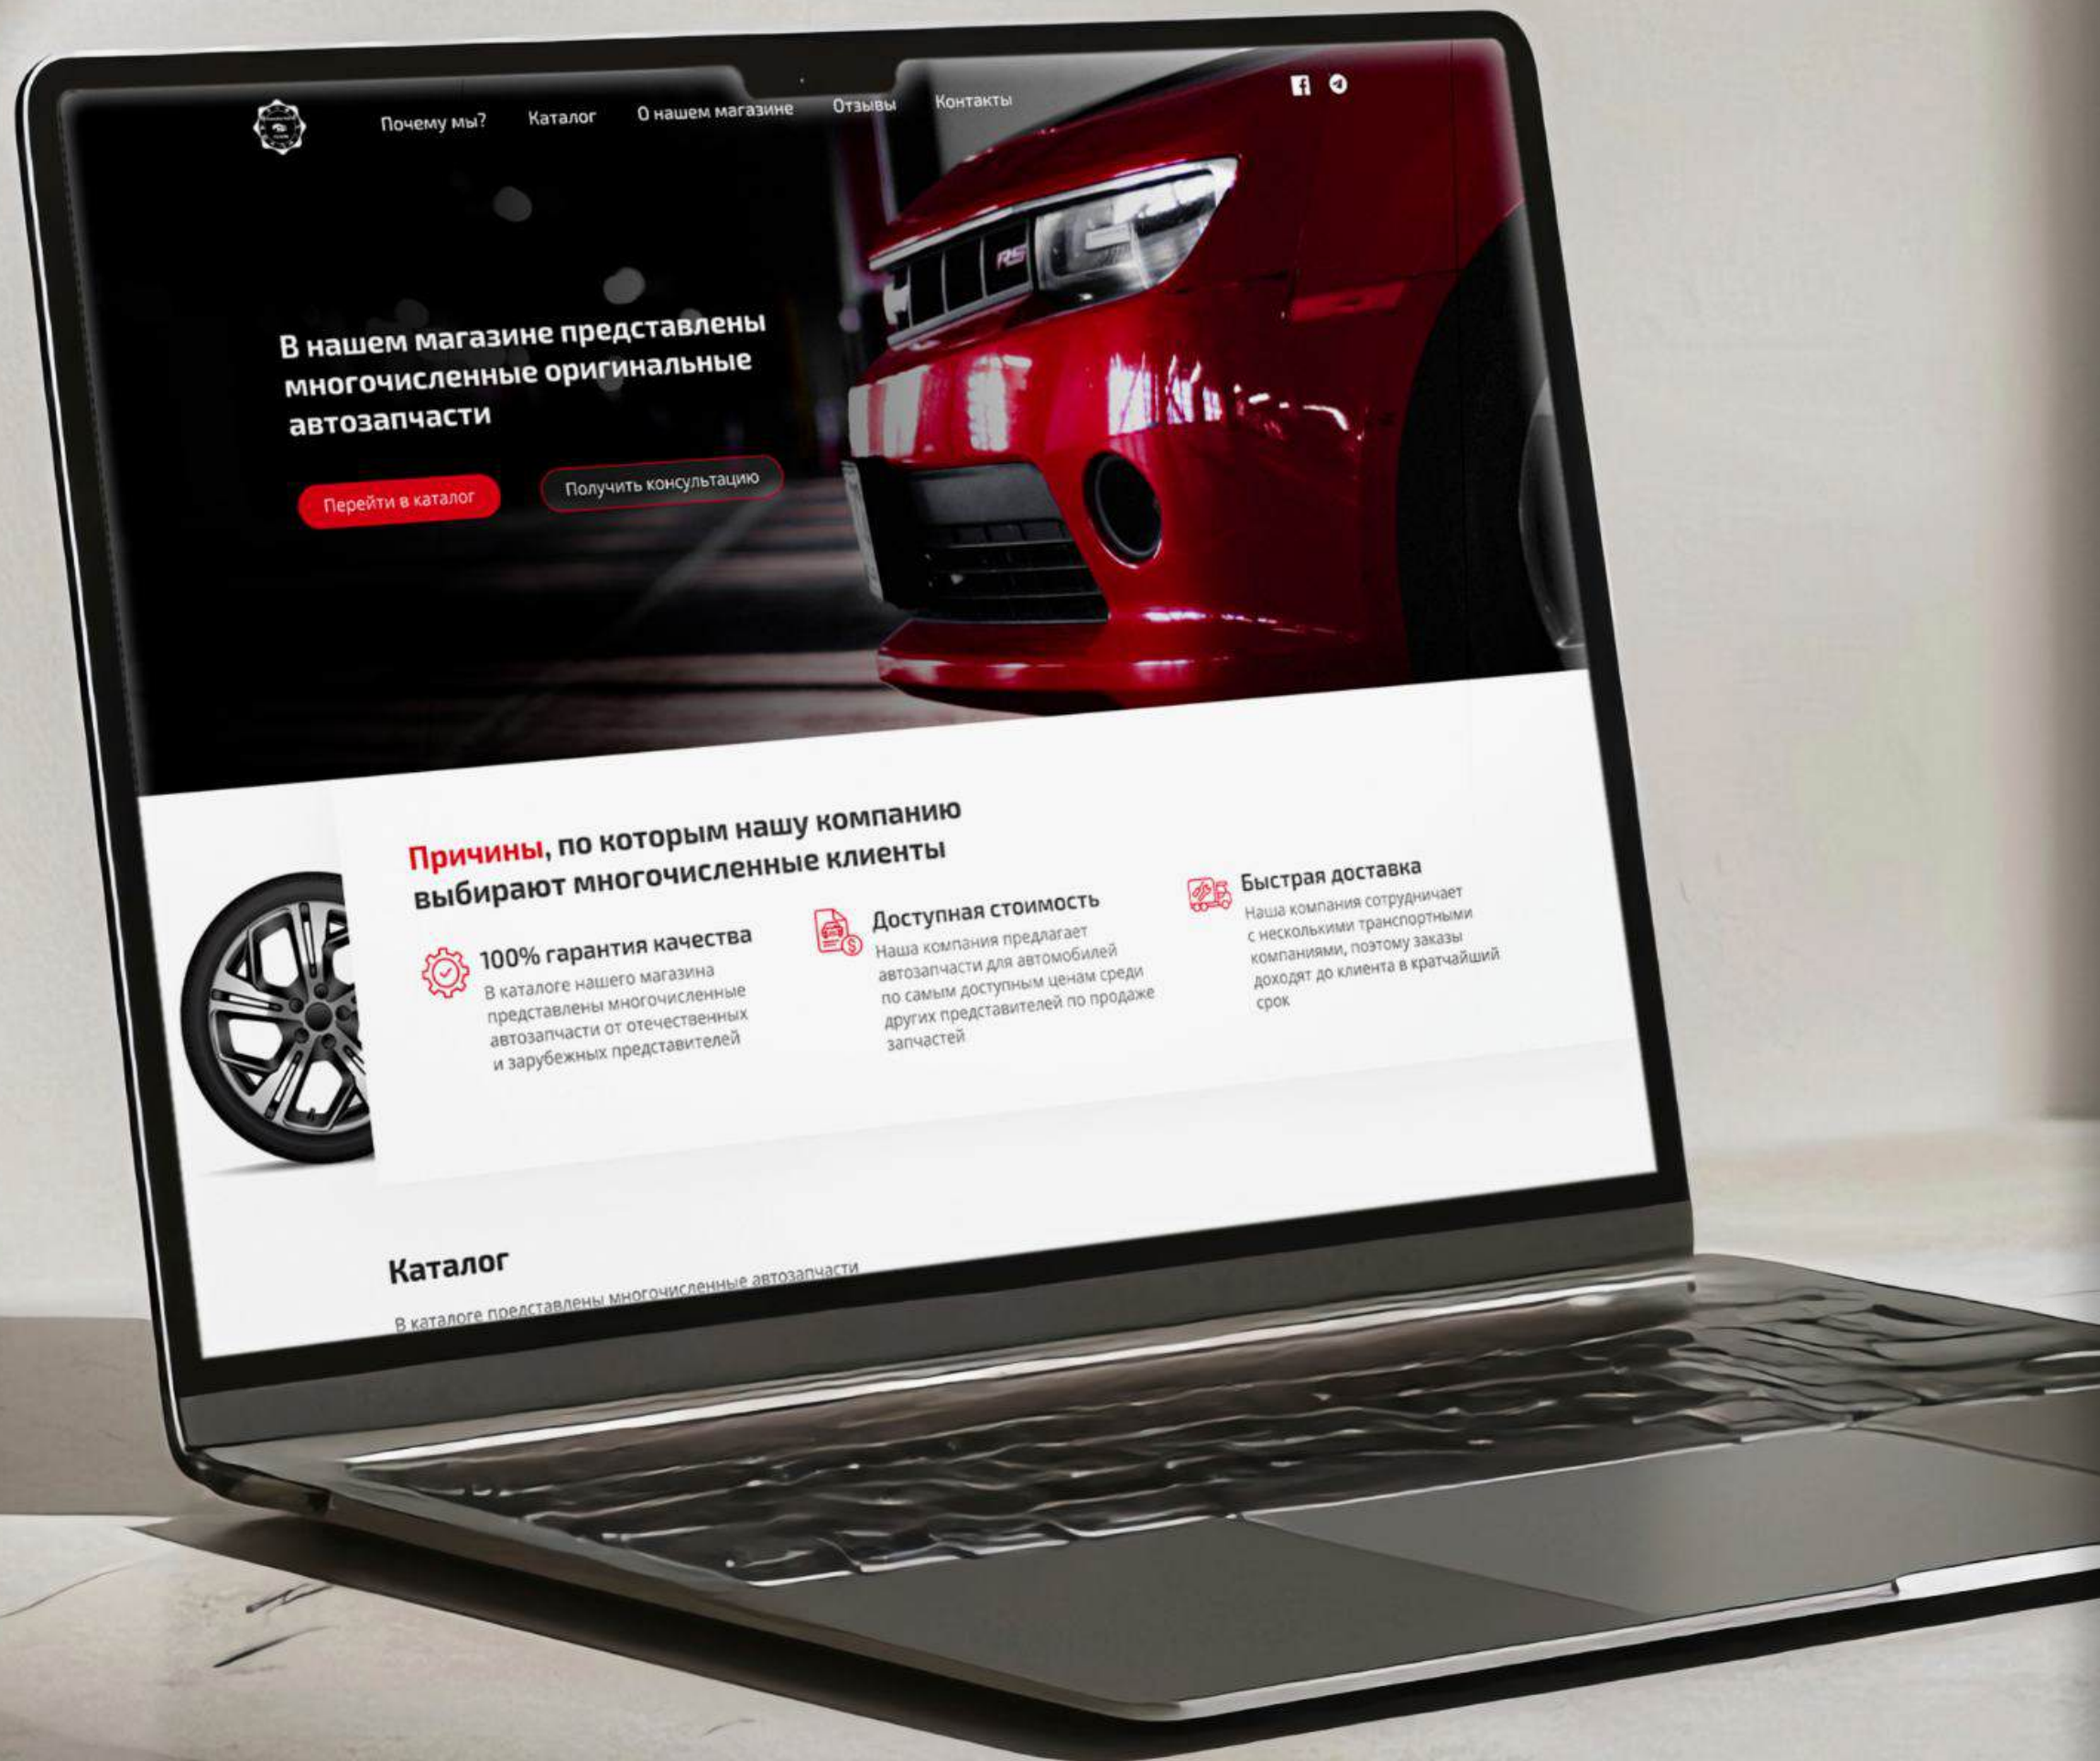 Почему мы?
Каталог
О нашем магазине
Отзывы
Контакты
RS
В нашем магазине представлены
многочисленные оригинальные
автозапчасти
Перейти в каталог
Получить консультацию
Причины, по которым нашу компанию
выбирают многочисленные клиенты
100% гарантия качества
В каталоге нашего магазина
представлены многочисленные
автозапчасти от отечественных
и зарубежных представителей
Доступная стоимость
Наша компания предлагает
автозапчасти для автомобилей
по самым доступным ценам среди
других представителей по продаже
запчастей
Быстрая доставка
Наша компания сотрудничает
с несколькими транспортными
компаниями, поэтому заказы
доходят до клиента в кратчайший
срок
Каталог
В каталоге представлены многочисленные автозапчасти